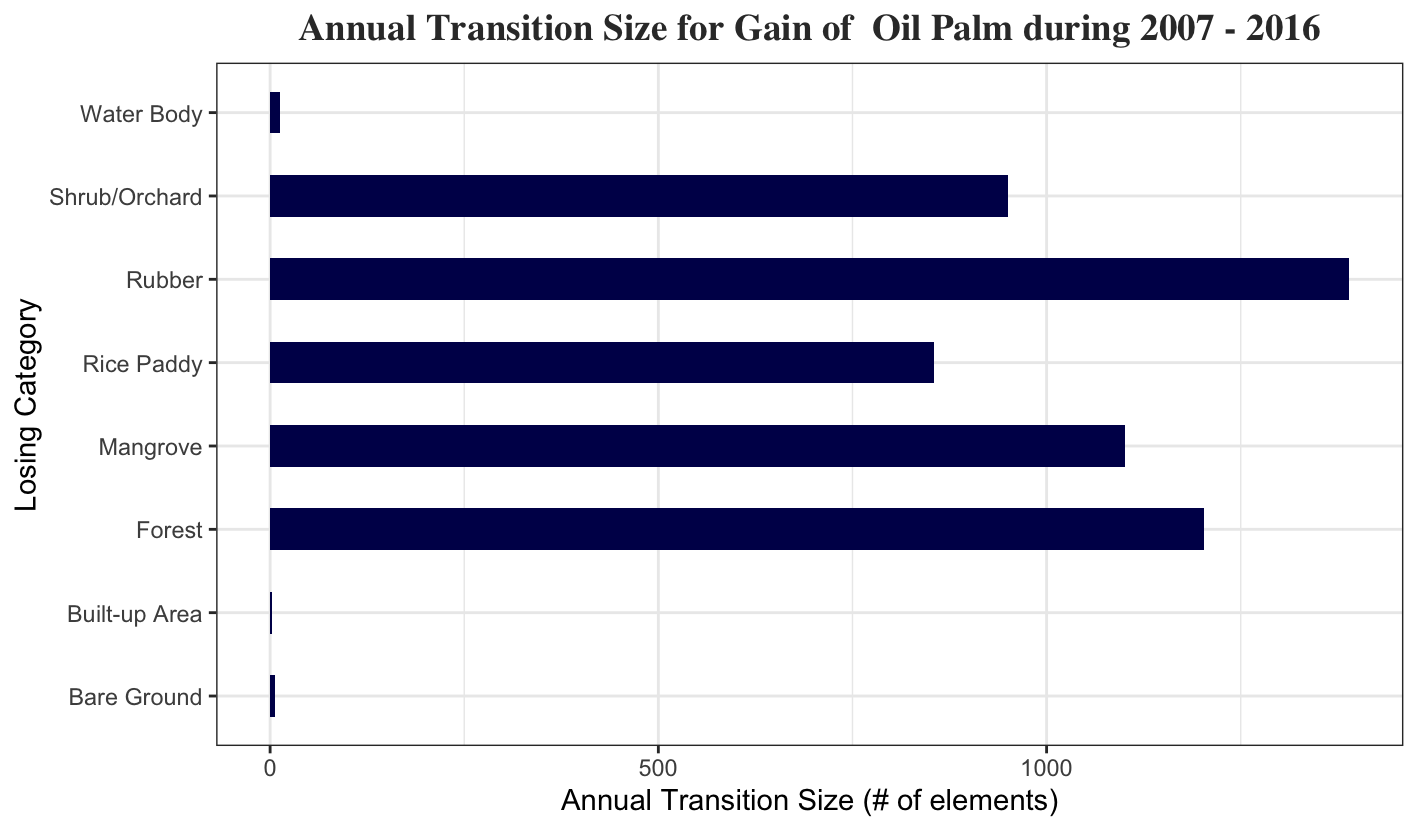 Annual Transition Size for Gain of  Oil Palm during 2007 - 2016
Losing Category
Water Body
Shrub/Orchard
Rubber
Rice Paddy
Mangrove
Forest
Built-up Area
Bare Ground
0 500 1000
Annual Transition Size (# of elements)